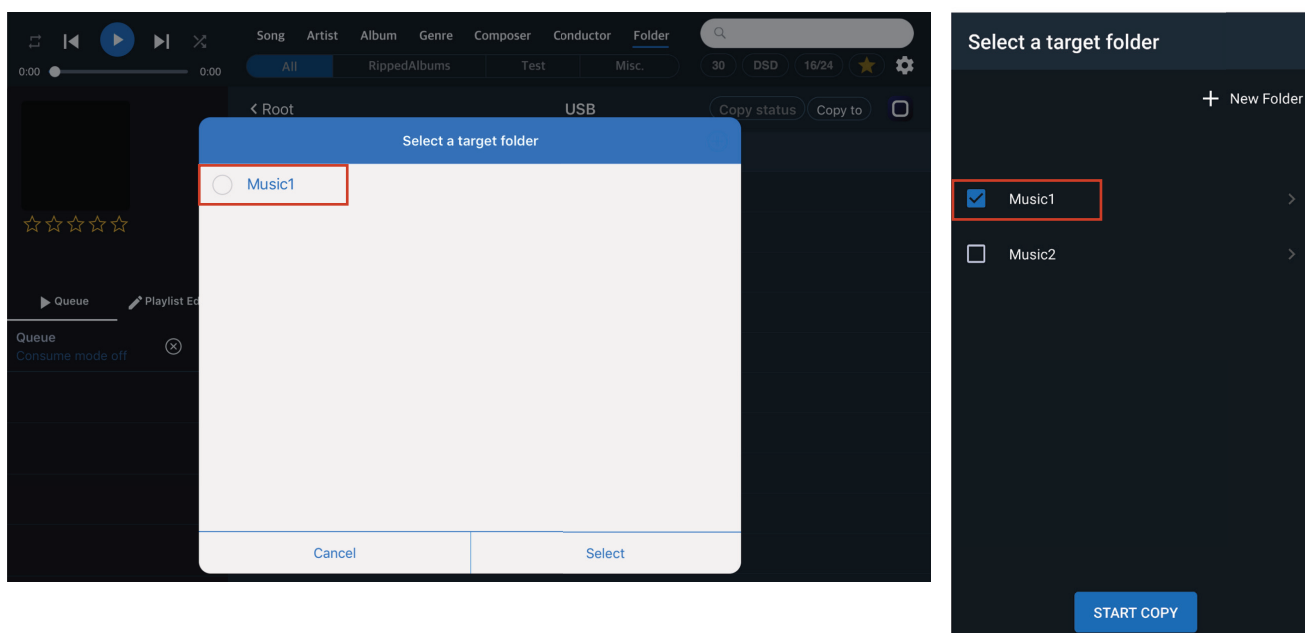 Song Artist Album Genre Composer Conductor Folder
0:00 0:00
All RippedAlbums Test Misc. 30 DSD 16/24
< Root USB Copy status Copy to
Select a target folder
Music1
Queue Playlist Ed
Queue
Consume mode off
Cancel Select
Select a target folder
+ New Folder
Music1 >
Music2 >
START COPY